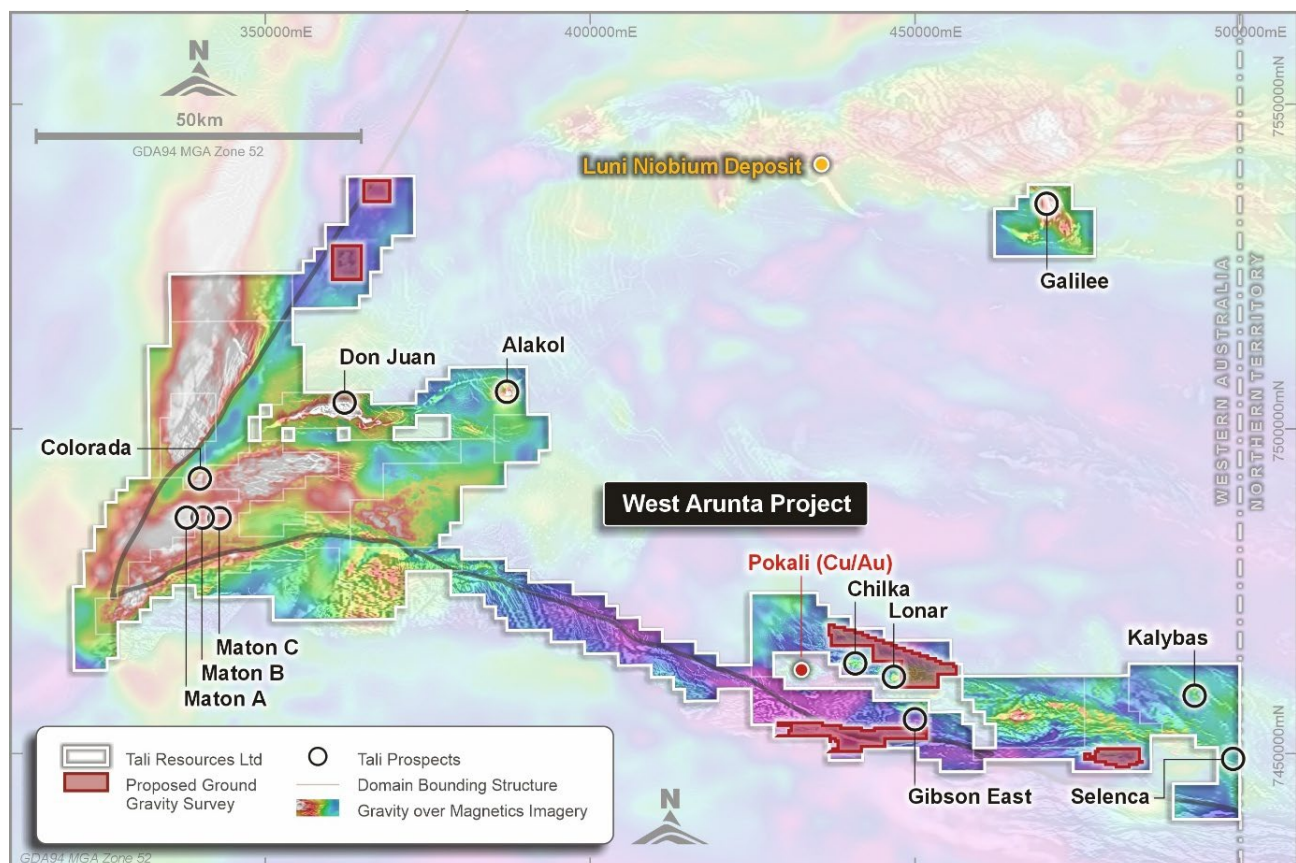 350000mE
400000mE
450000mE
500000mE
N
50km
GDA94 MGA Zone 52
7550000mN
Luni Niobium Deposit
Galilee
WESTERN AUSTRALIA
NORTHERN TERRITORY
Don Juan
Alakol
7500000mN
Colorada
West Arunta Project
Pokali (Cu/Au)
Chilka
Lonar
Kalybas
Maton C
Maton B
Maton A
7450000mN
Gibson East
Selenca
Tali Resources Ltd
Proposed Ground
Gravity Survey
Tali Prospects
Domain Bounding Structure
Gravity over Magnetics Imagery
N
GDA94 MGA Zone 52